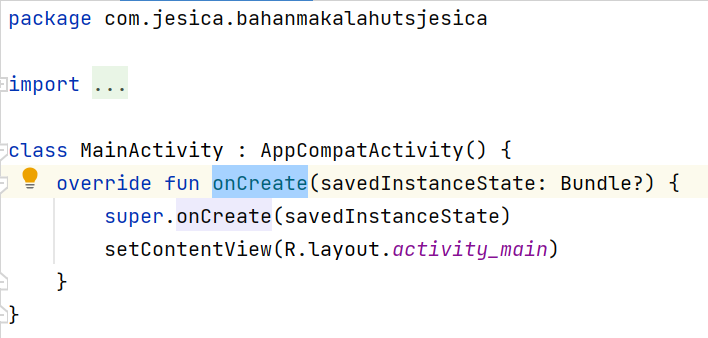 package com.jesica.bahanmakalahutsjesica
import ...
class MainActivity : AppCompatActivity() {
override fun onCreate(savedInstanceState: Bundle?) {
super.onCreate(savedInstanceState)
setContentView(R.layout.activity_main)
}
}